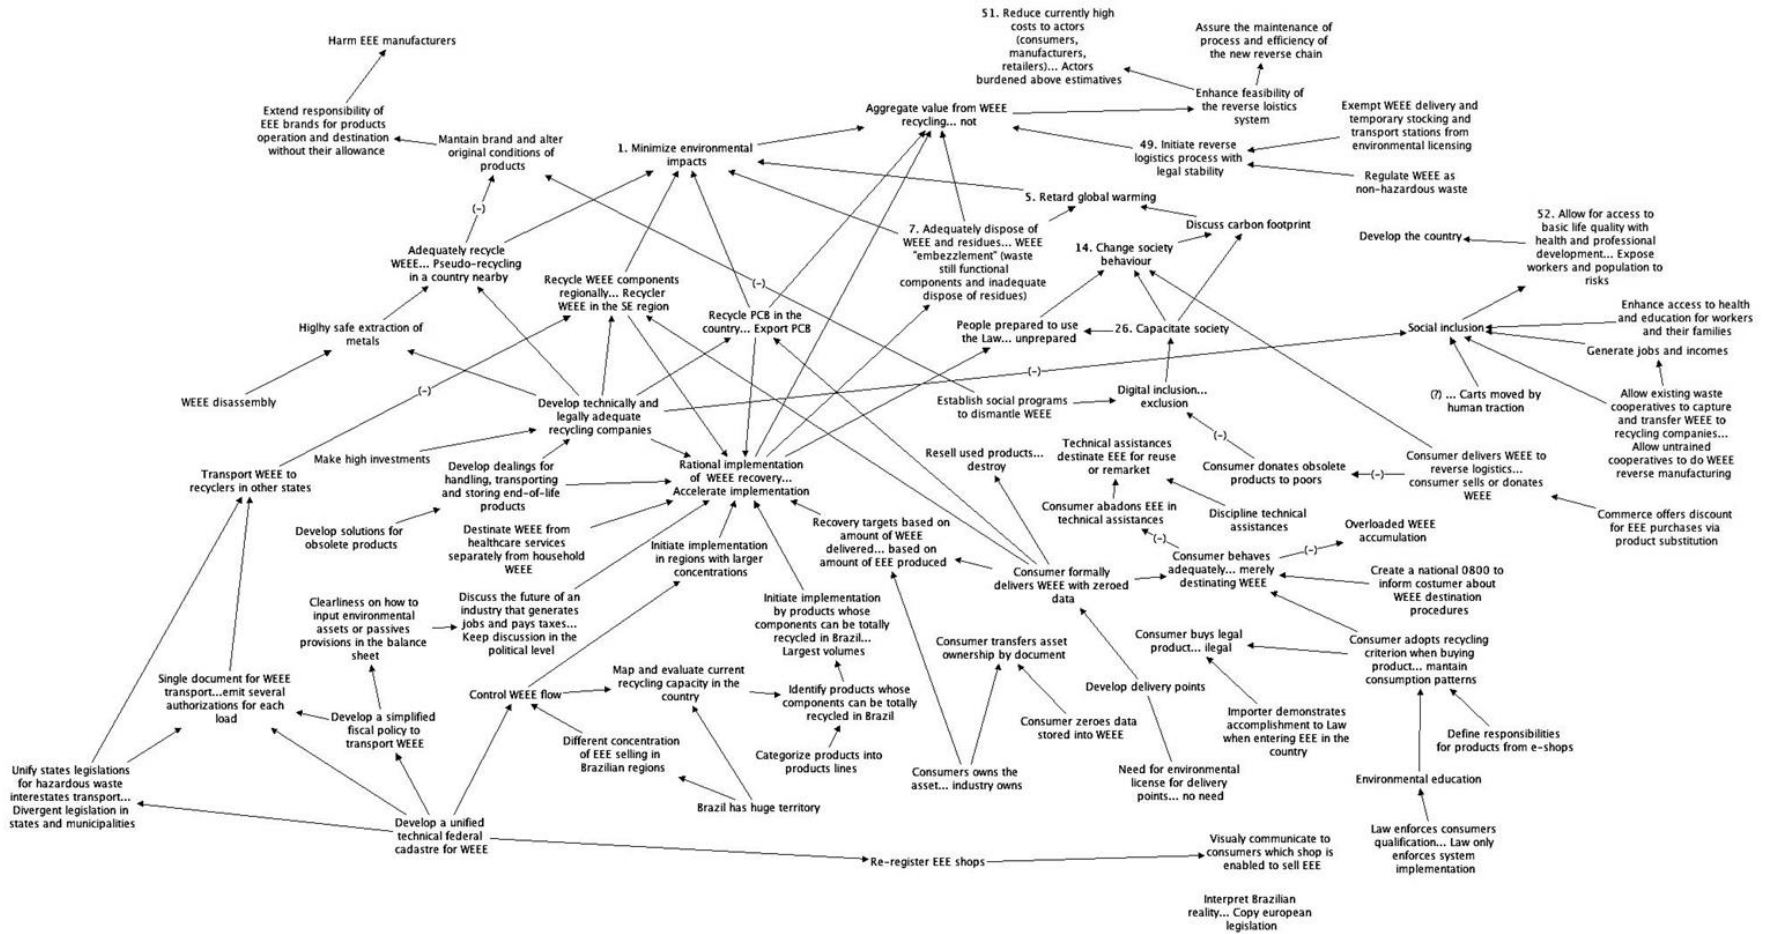 51. Reduce currently high
costs to actors
(consumers,
manufacturers,
retailers)... Actors
burdened above estimatives
Assure the maintenance of
process and efficiency of
the new reverse chain
Harm EEE manufacturers
Extend responsibility of
EEE brands for products
operation and destination
without their allowance
Mantain brand and alter
original conditions of
products
Aggregate value from WEEE
recycling... not
Enhance feasibility of
the reverse loistics
system
Exempt WEEE delivery and
temporary stocking and
transport stations from
environmental licensing
1. Minimize environmental
impacts
49. Initiate reverse
logistics process with
legal stability
Regulate WEEE as
non-hazardous waste
5. Retard global warming
(-)
Discuss carbon footprint
52. Allow for access to
basic life quality with
health and professional
development... Expose
workers and population to
risks
Develop the country
7. Adequately dispose of
WEEE and residues... WEEE
"embezzlement" (waste
still functional
components and inadequate
dispose of residues)
14. Change society
behaviour
Adequately recycle
WEEE... Pseudo-recycling
in a country nearby
Recycle WEEE components
regionally... Recycler
WEEE in the SE region
(-)
Recycle PCB in the
country... Export PCB
Higlhy safe extraction of
metals
People prepared to use
the Law... unprepared
26. Capacitate society
Social inclusion
Enhance access to health
and education for workers
and their families
Generate jobs and incomes
(-)
(-)
WEEE disassembly
Develop technically and
legally adequate
recycling companies
Establish social programs
to dismantle WEEE
Digital inclusion...
exclusion
(?) ... Carts moved by
human traction
Allow existing waste
cooperatives to capture
and transfer WEEE to
recycling companies...
Allow untrained
cooperatives to do WEEE
reverse manufacturing
(-)
Make high investments
Transport WEEE to
recyclers in other states
Develop dealings for
handling, transporting
and storing end-of-life
products
Rational implementation
of WEEE recovery...
Accelerate implementation
Resell used products...
destroy
Technical assistances
destinate EEE for reuse
or remarket
Consumer donates obsolete
products to poors
(-)
Consumer delivers WEEE to
reverse logistics...
consumer sells or donates
WEEE
Develop solutions for
obsolete products
Destinate WEEE from
healthcare services
separately from household
WEEE
Initiate implementation
in regions with larger
concentrations
Recovery targets based on
amount of WEEE
delivered... based on
amount of EEE produced
Consumer abadons EEE in
technical assistances
Discipline technical
assistances
Commerce offers discount
for EEE purchases via
product substitution
Overloaded WEEE
accumulation
(-)
(-)
Consumer behaves
adequately... merely
destinating WEEE
Consumer formally
delivers WEEE with zeroed
data
Create a national 0800 to
inform costumer about
WEEE destination
procedures
Clearliness on how to
input environmental
assets or passives
provisions in the balance
sheet
Discuss the future of an
industry that generates
jobs and pays taxes...
Keep discussion in the
political level
Initiate implementation
by products whose
components can be totally
recycled in Brazil...
Largest volumes
Consumer transfers asset
ownership by document
Consumer buys legal
product... ilegal
Consumer adopts recycling
criterion when buying
product... mantain
consumption patterns
Single document for WEEE
transport...emit several
authorizations for each
load
Control WEEE flow
Map and evaluate current
recycling capacity in the
country
Identify products whose
components can be totally
recycled in Brazil
Develop delivery points
Develop a simplified
fiscal policy to
transport WEEE
Different concentration
of EEE selling in
Brazilian regions
Categorize products into
products lines
Consumer zeroes data
stored into WEEE
Importer demonstrates
accomplishment to Law
when entering EEE in the
country
Define responsibilities
for products from e-shops
Unify states legislations
for hazardous waste
interestates transport...
Divergent legislation in
states and municipalities
Brazil has huge territory
Consumers owns the
asset... industry owns
Need for environmental
license for delivery
points... no need
Environmental education
Develop a unified
technical federal
cadastre for WEEE
Re-register EEE shops
Visualy communicate to
consumers which shop is
enabled to sell EEE
Law enforces consumers
qualification... Law only
enforces system
implementation
Interpret Brazilian
reality... Copy european
legislation